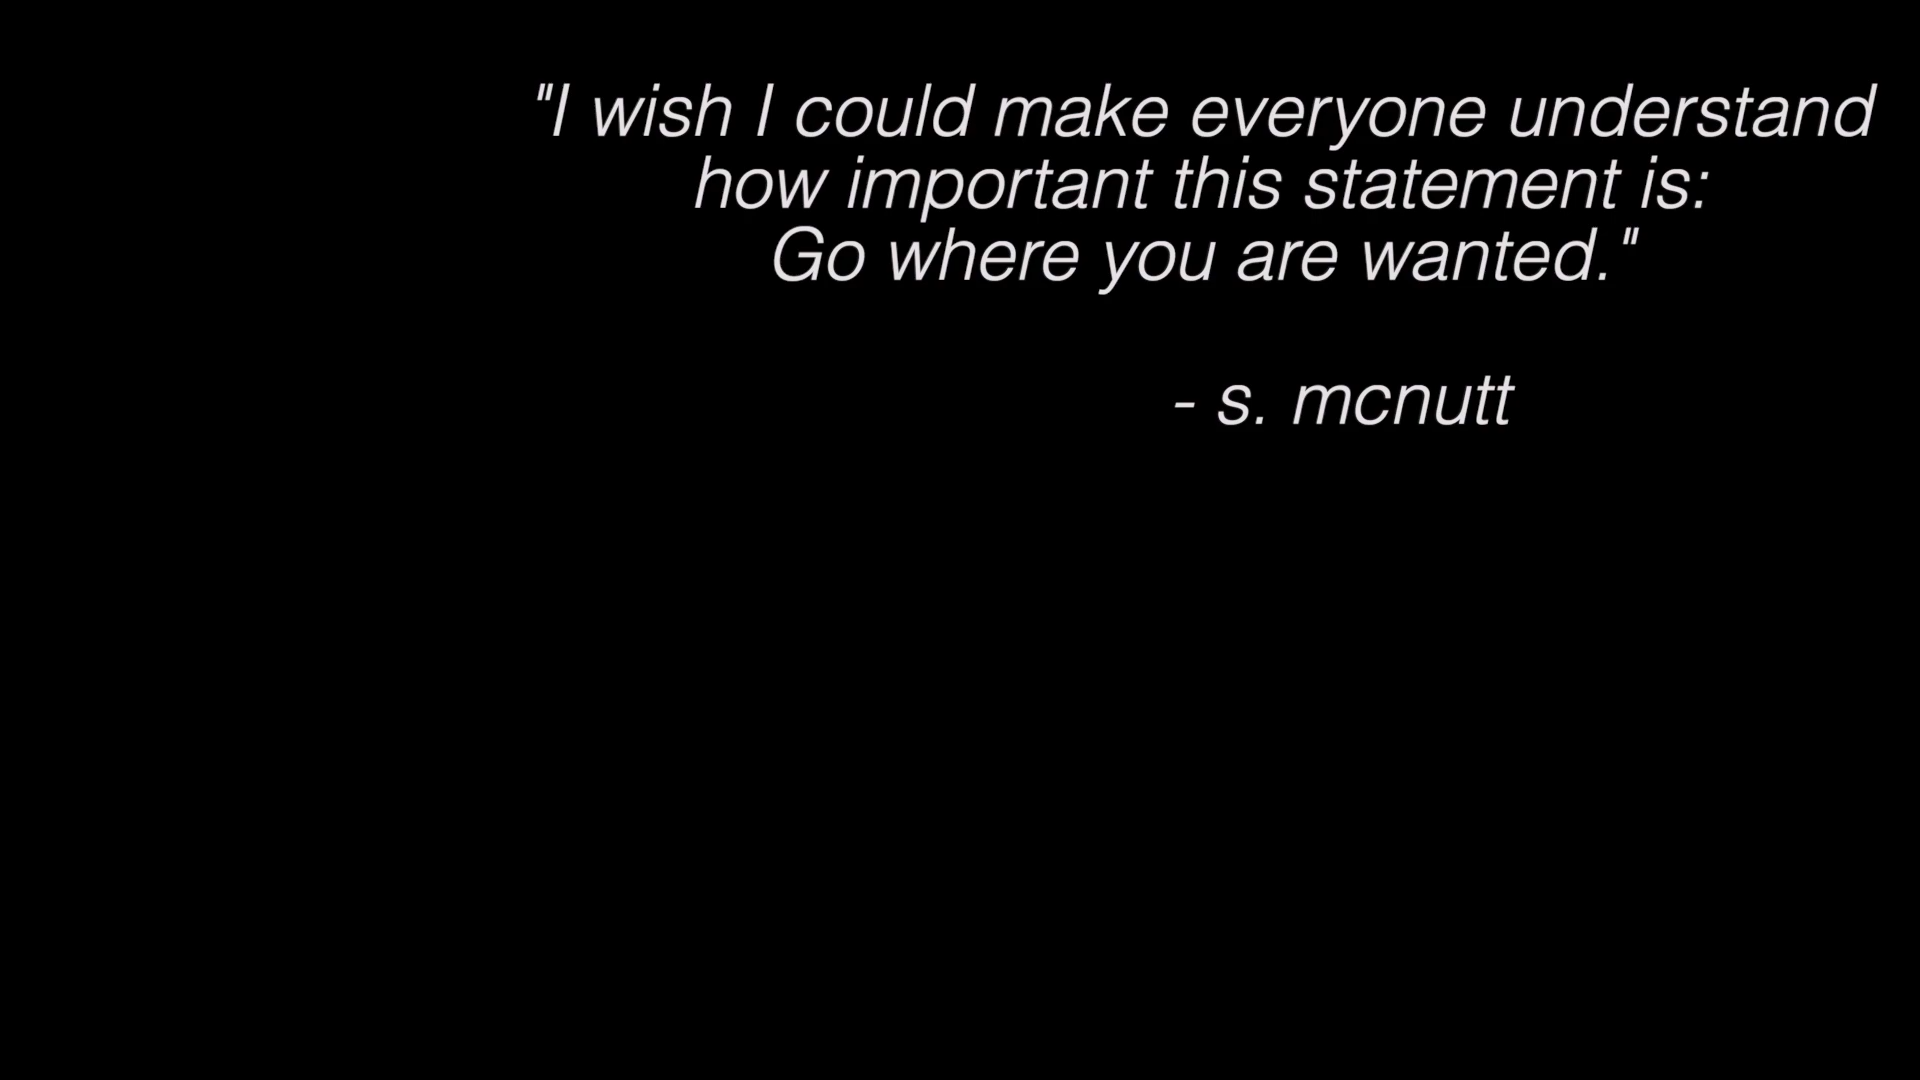 "I wish I could make everyone understand
how important this statement is:
Go where you are wanted."
- s. mcnutt